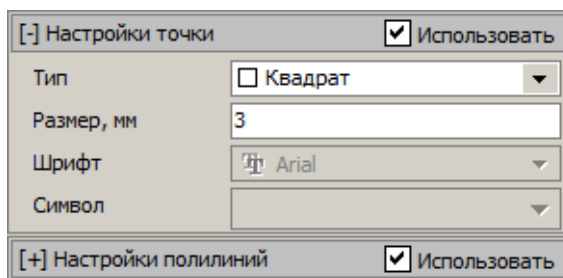 [-] Настройки точки Использовать
Тип Квадрат
Размер, мм 3
Шрифт Arial
Символ
[+] Настройки полилиний Использовать